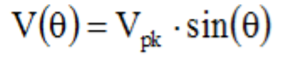 V(θ) = V_pk · sin(θ)